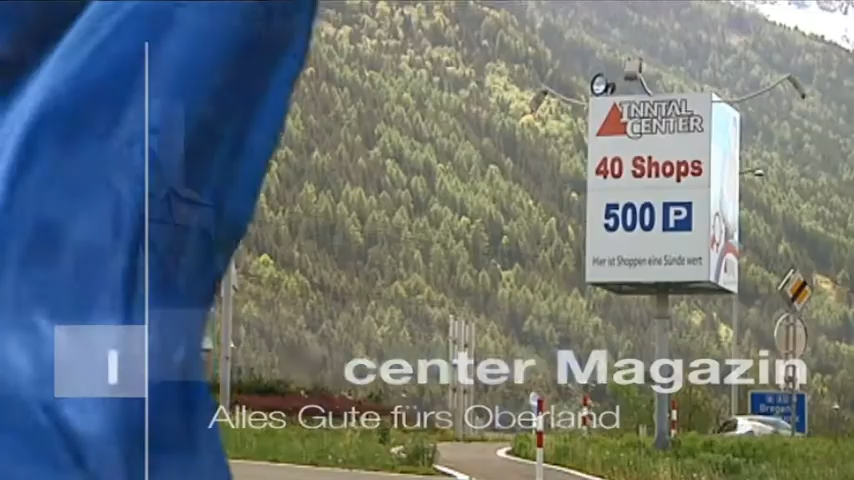 INNTAL
CENTER
40 Shops
500 P
Hier ist Shoppen eine Sünde wert
I center Magazin
Alles Gute fürs Oberland